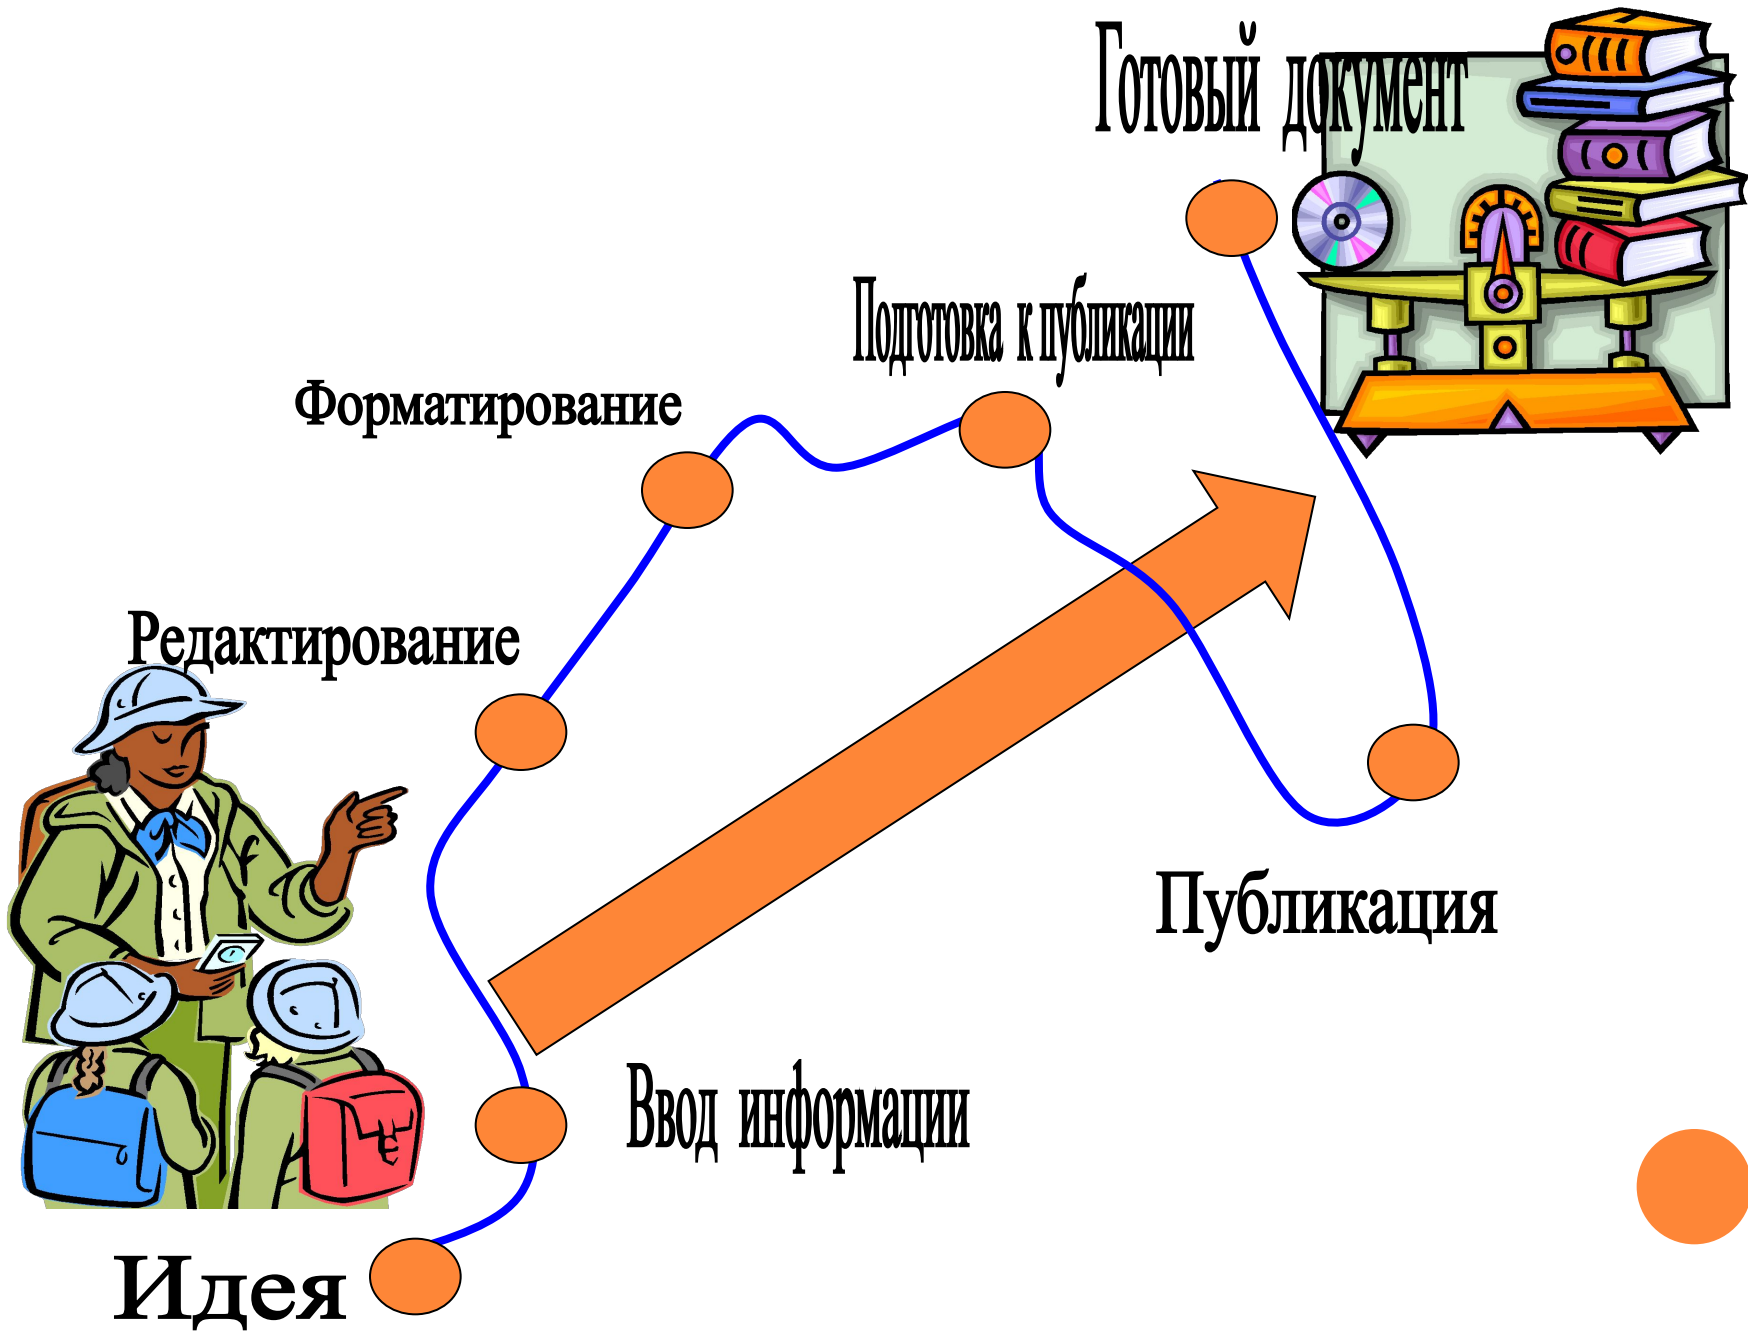 Готовый документ
Подготовка к публикации
Форматирование
Редактирование
Публикация
Ввод информации
Идея